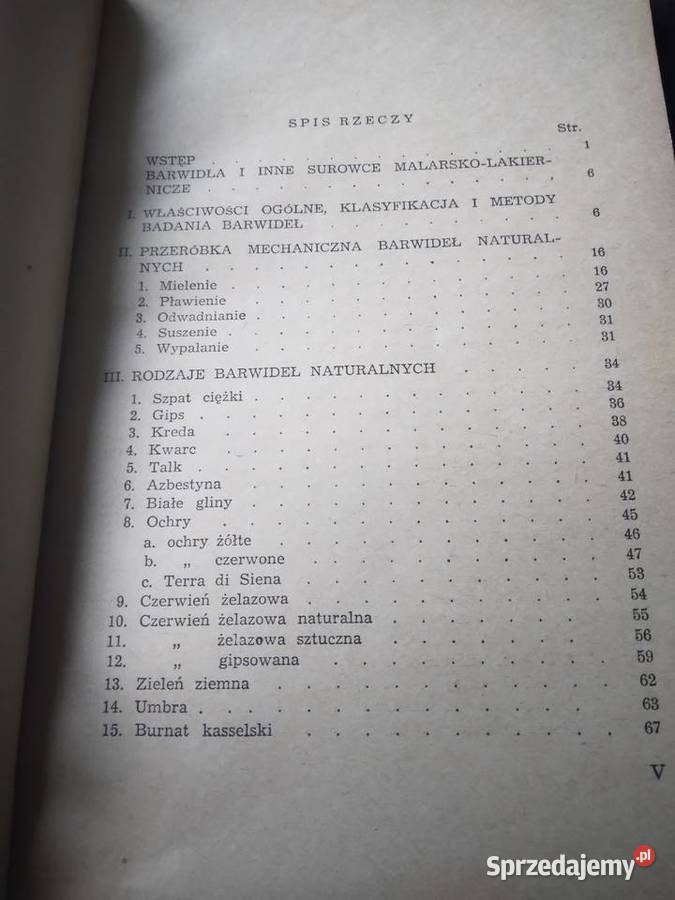 SPIS RZECZY
Str.
WSTĘP . . . . . . . . . . . . . 1
BARWIDŁA I INNE SUROWCE MALARSKO-LAKIER-
NICZE . . . . . . . . . . . . . 6
I. WŁAŚCIWOŚCI OGÓLNE, KLASYFIKACJA I METODY
BADANIA BARWIDEŁ . . . . . . . . 6
II. PRZERÓBKA MECHANICZNA BARWIDEŁ NATURAL-
NYCH . . . . . . . . . . . . . 16
1. Mielenie . . . . . . . . . . . . 16
2. Pławienie . . . . . . . . . . . . 27
3. Odwadnianie . . . . . . . . . . . 30
4. Suszenie . . . . . . . . . . . . 31
5. Wypalanie . . . . . . . . . . . . 31
III. RODZAJE BARWIDEŁ NATURALNYCH . . . . . 34
1. Szpat ciężki . . . . . . . . . . . 34
2. Gips . . . . . . . . . . . . . 36
3. Kreda . . . . . . . . . . . . . 38
4. Kwarc . . . . . . . . . . . . . 40
5. Talk . . . . . . . . . . . . . 41
6. Azbestyna . . . . . . . . . . . . 41
7. Białe gliny . . . . . . . . . . . 42
8. Ochry . . . . . . . . . . . . . 45
a. ochry żółte . . . . . . . . . . 46
b. „ czerwone . . . . . . . . . 47
c. Terra di Siena . . . . . . . . . 53
9. Czerwień żelazowa . . . . . . . . . 54
10. Czerwień żelazowa naturalna . . . . . . 55
11. „ żelazowa sztuczna . . . . . . 56
12. „ gipsowana . . . . . . . . 59
13. Zieleń ziemna . . . . . . . . . . 62
14. Umbra . . . . . . . . . . . . . 63
15. Burnat kasselski . . . . . . . . . 67
V
Sprzedajemy.pl